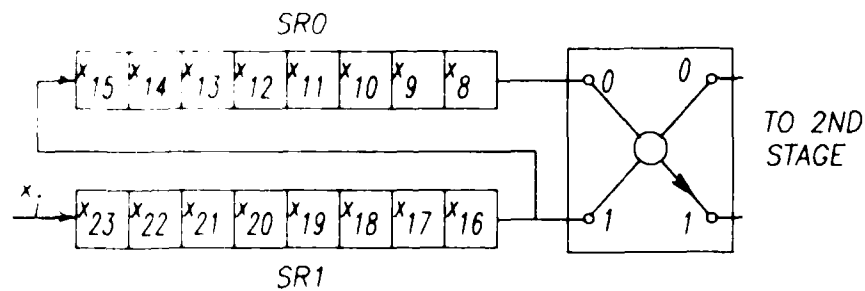 SR0
x15 x14 x13 x12 x11 x10 x9 x8
0 0
TO 2ND
STAGE
xi
x23 x22 x21 x20 x19 x18 x17 x16
1 1
SR1